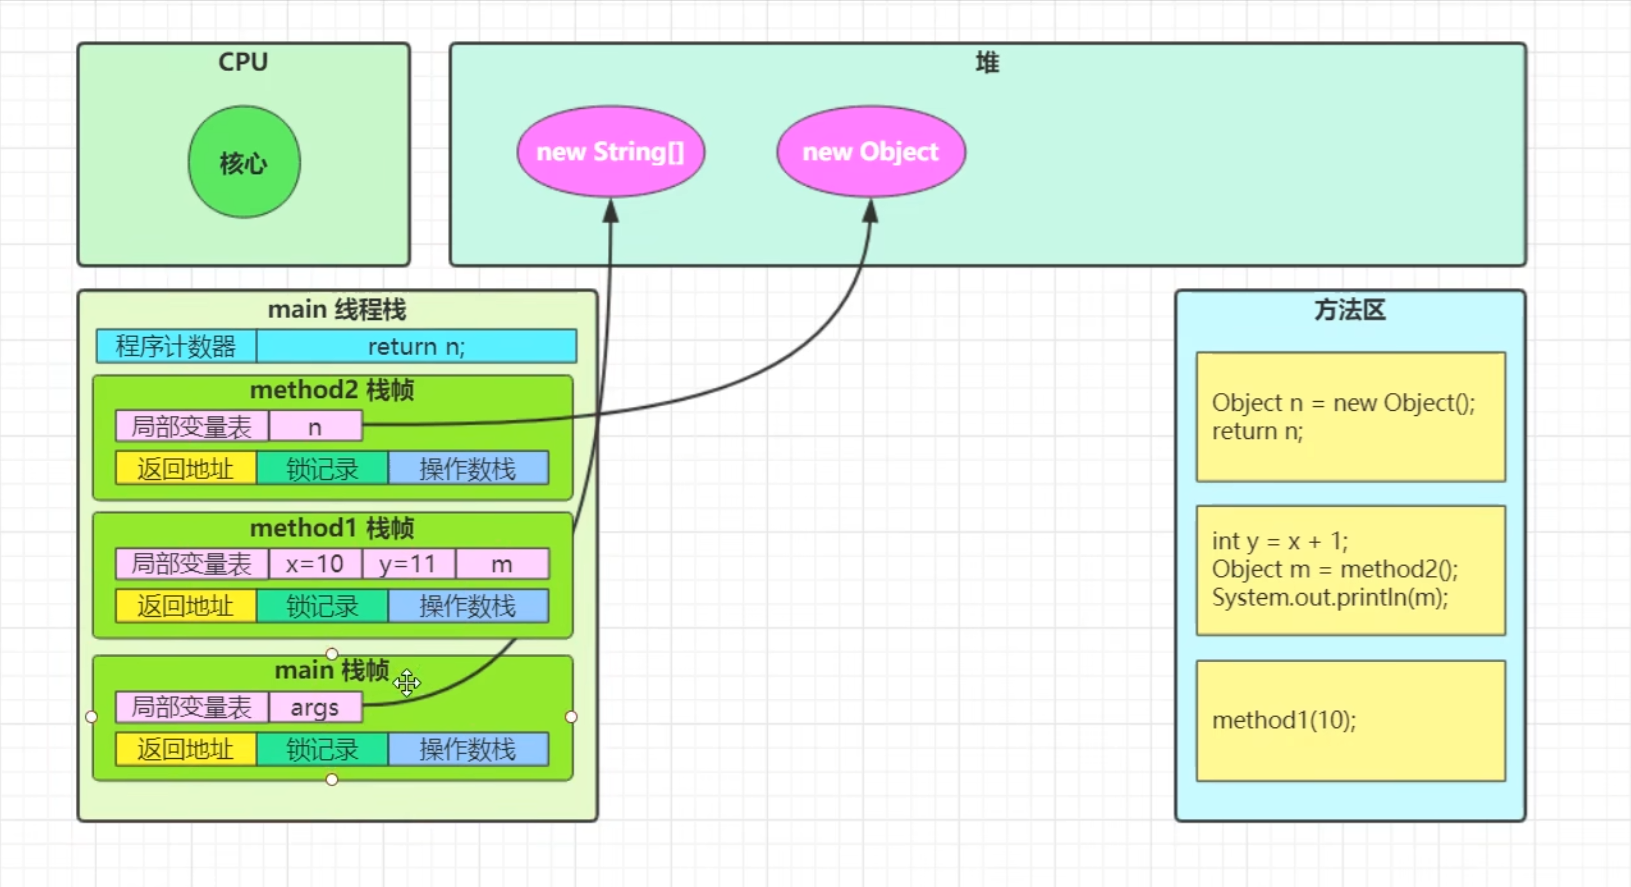 CPU
核心
堆
new String[]
new Object
main 线程栈
程序计数器
return n;
method2 栈帧
局部变量表
n
返回地址
锁记录
操作数栈
method1 栈帧
局部变量表
x=10
y=11
m
返回地址
锁记录
操作数栈
main 栈帧
局部变量表
args
返回地址
锁记录
操作数栈
方法区
Object n = new Object();
return n;
int y = x + 1;
Object m = method2();
System.out.println(m);
method1(10);